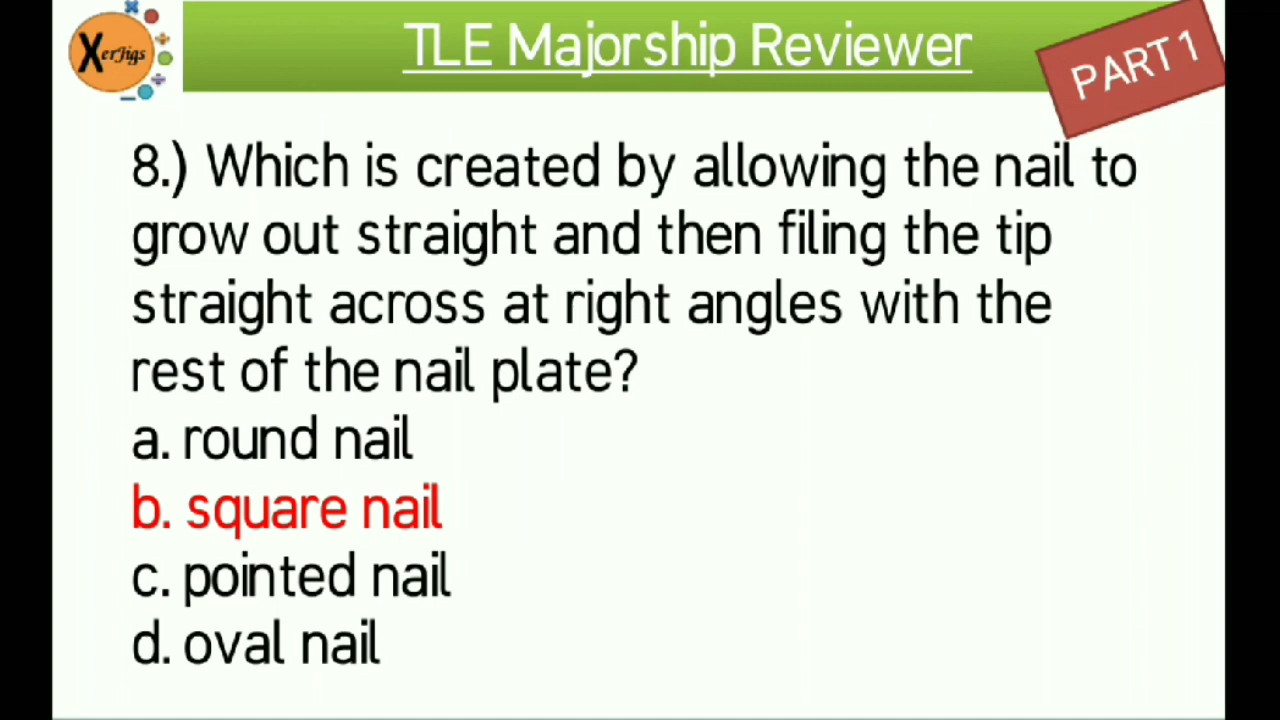 XerJigs
TLE Majorship Reviewer
PART 1
8.) Which is created by allowing the nail to
grow out straight and then filing the tip
straight across at right angles with the
rest of the nail plate?
a. round nail
b. square nail
c. pointed nail
d. oval nail